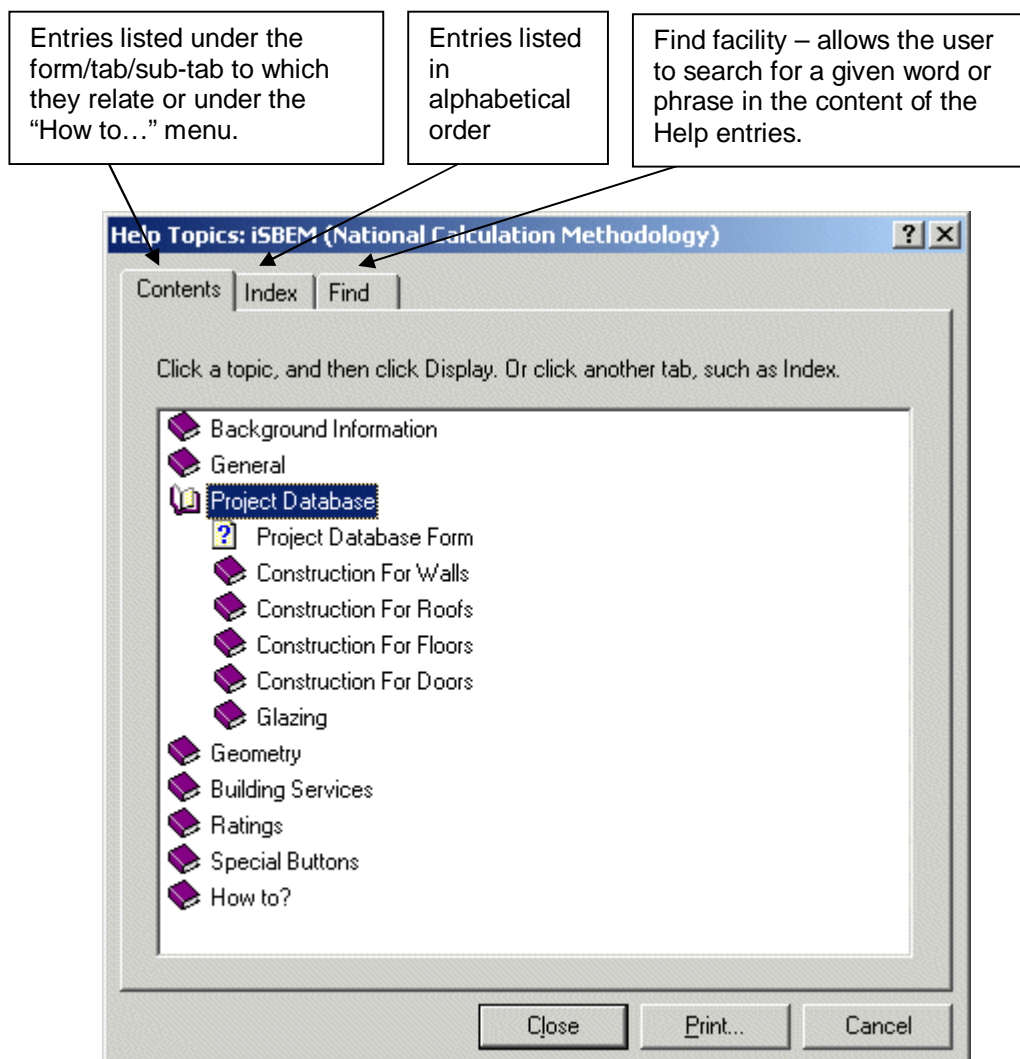 Entries listed under the
form/tab/sub-tab to which
they relate or under the
“How to…” menu.
Entries listed
in
alphabetical
order
Find facility – allows the user
to search for a given word or
phrase in the content of the
Help entries.
Help Topics: iSBEM (National Calculation Methodology)
Contents Index Find
Click a topic, and then click Display. Or click another tab, such as Index.
Background Information
General
Project Database
Project Database Form
Construction For Walls
Construction For Roofs
Construction For Floors
Construction For Doors
Glazing
Geometry
Building Services
Ratings
Special Buttons
How to?
Close Print... Cancel